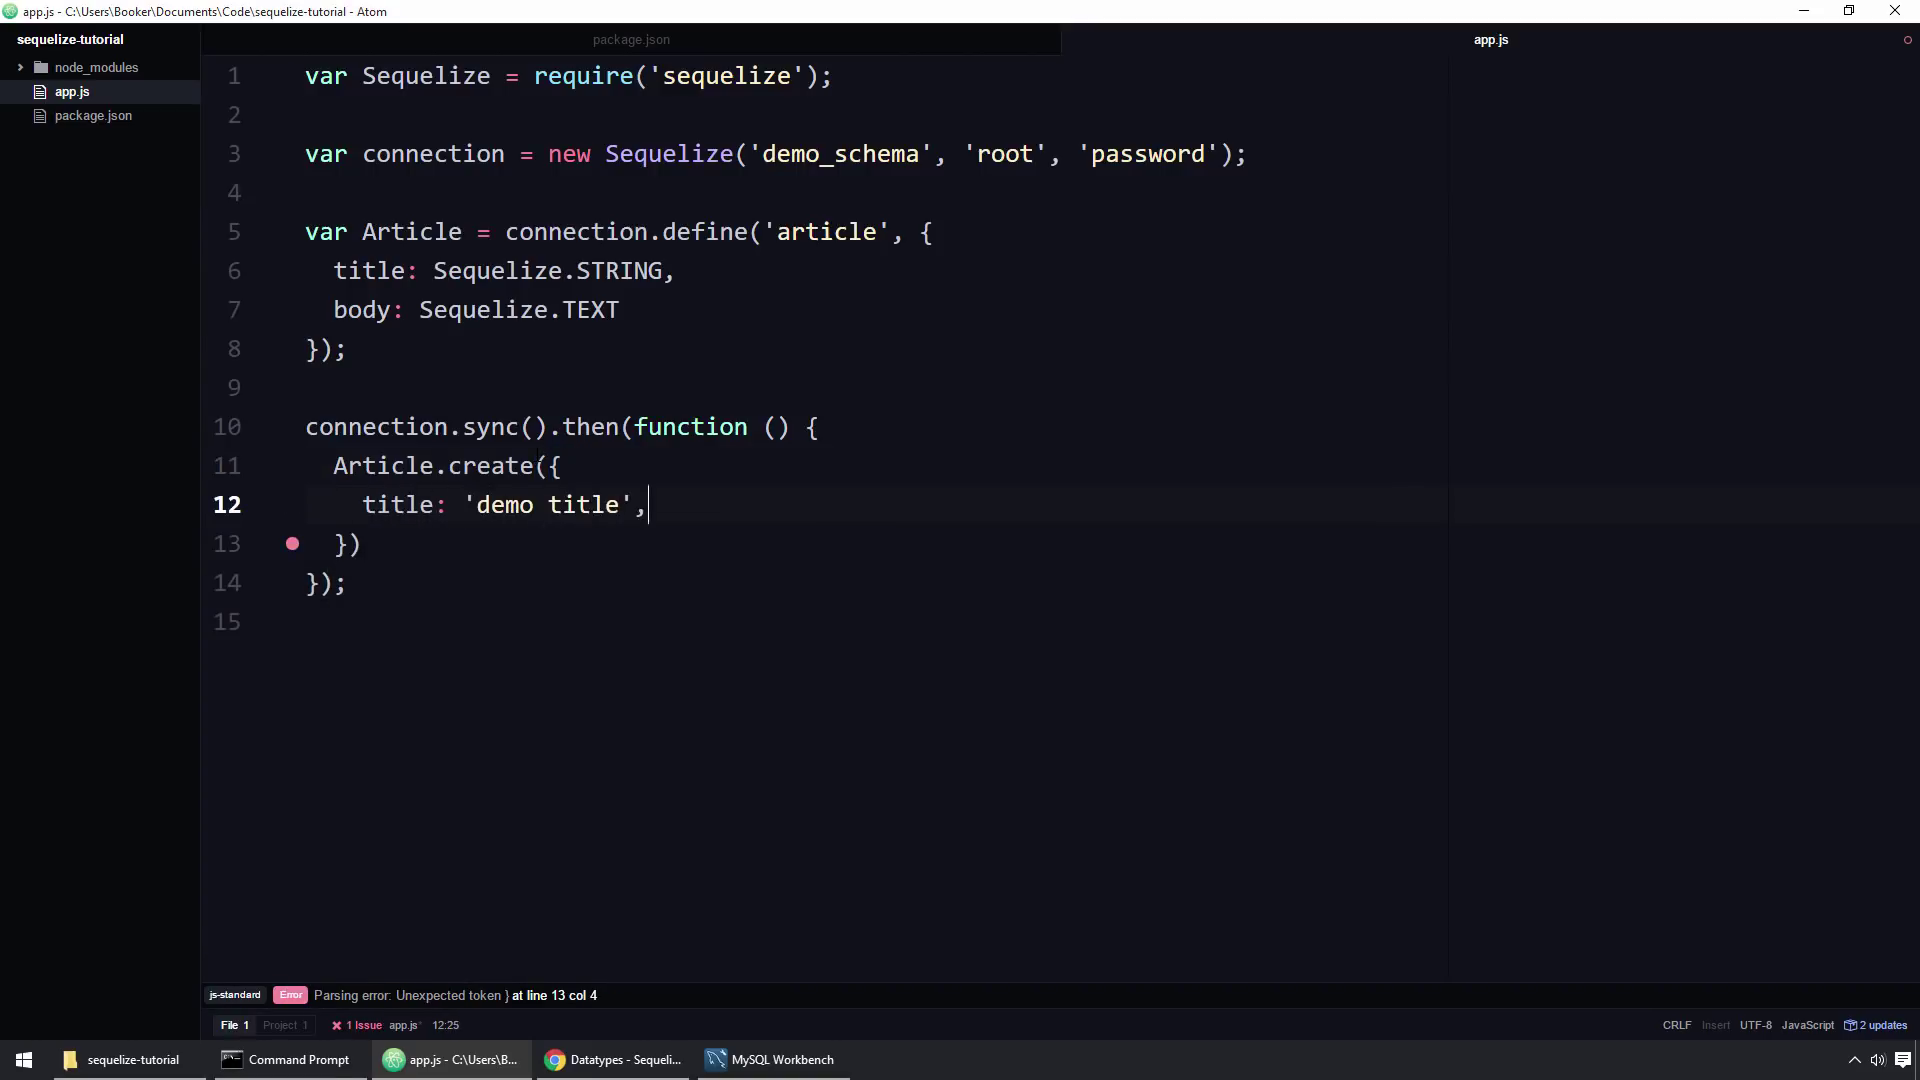 app.js - C:\Users\Booker\Documents\Code\sequelize-tutorial - Atom
sequelize-tutorial
node_modules
app.js
package.json
package.json
app.js
1 var Sequelize = require('sequelize');
2
3 var connection = new Sequelize('demo_schema', 'root', 'password');
4
5 var Article = connection.define('article', {
6 title: Sequelize.STRING,
7 body: Sequelize.TEXT
8 });
9
10 connection.sync().then(function () {
11 Article.create({
12 title: 'demo title',
13 })
14 });
15
js-standard Error Parsing error: Unexpected token } at line 13 col 4
File 1 Project 1 1 Issue app.js* 12:25 CRLF Insert UTF-8 JavaScript 2 updates
sequelize-tutorial Command Prompt app.js - C:\Users\B... Datatypes - Sequeli... MySQL Workbench